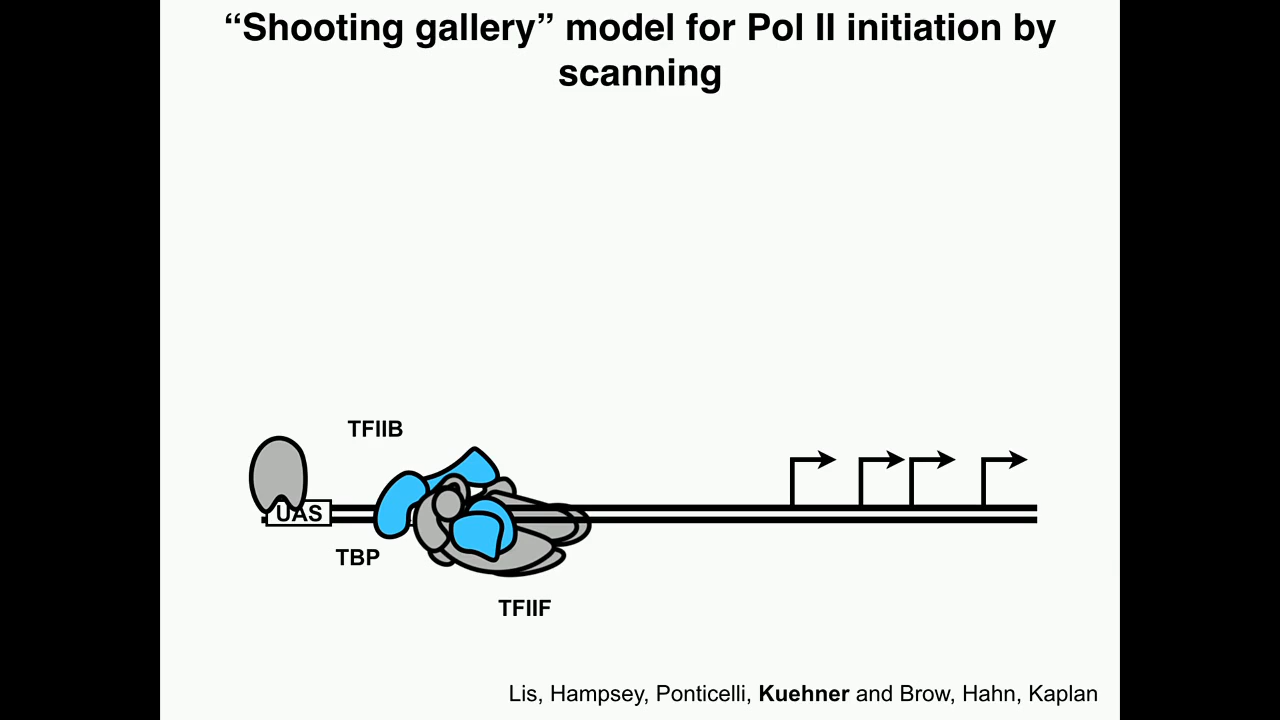 “Shooting gallery” model for Pol II initiation by
scanning
TFIIB
UAS
TBP
TFIIF
Lis, Hampsey, Ponticelli, Kuehner and Brow, Hahn, Kaplan